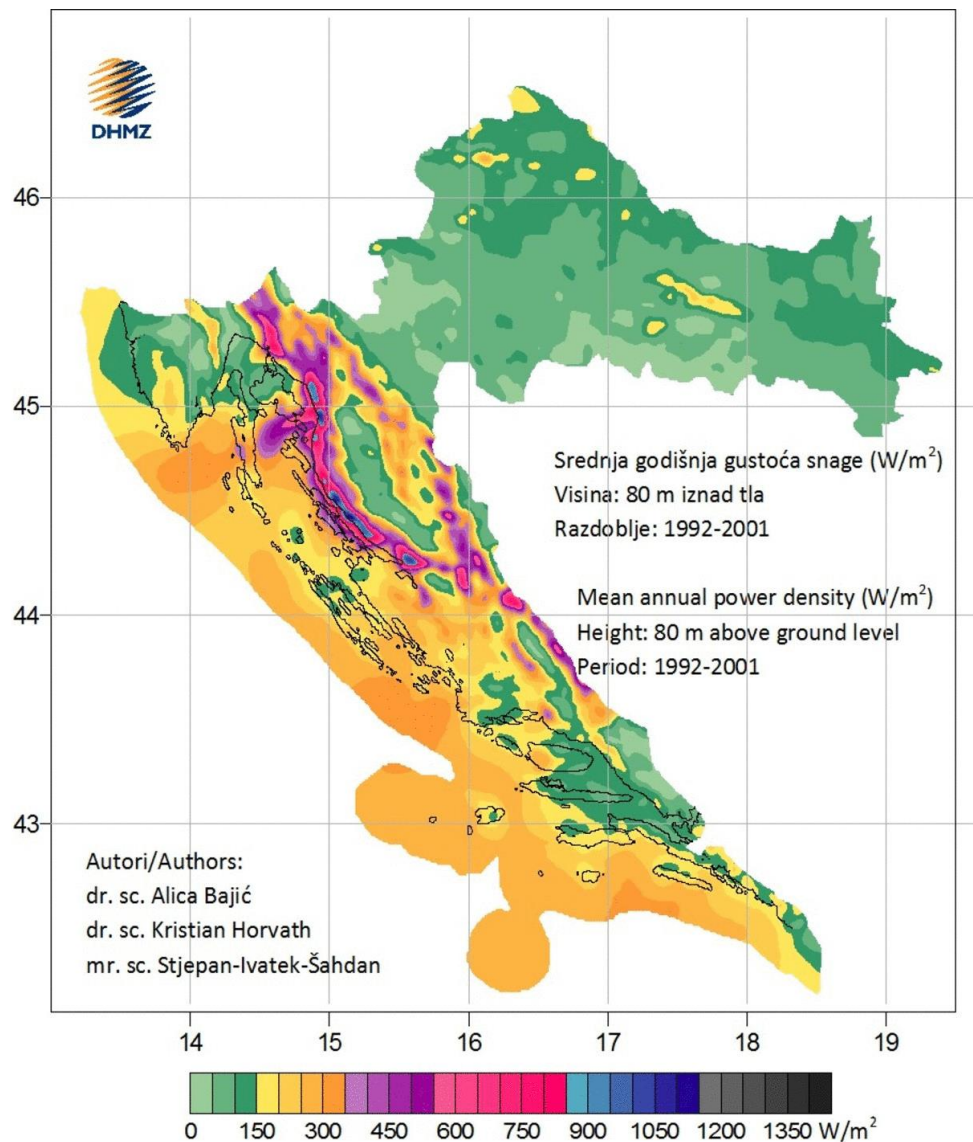 DHMZ
46
45
44
43
Srednja godišnja gustoća snage (W/m²)
Visina: 80 m iznad tla
Razdoblje: 1992-2001
Mean annual power density (W/m²)
Height: 80 m above ground level
Period: 1992-2001
Autori/Authors:
dr. sc. Alica Bajić
dr. sc. Kristian Horvath
mr. sc. Stjepan-Ivatek-Šahdan
14 15 16 17 18 19
0 150 300 450 600 750 900 1050 1200 1350 W/m²